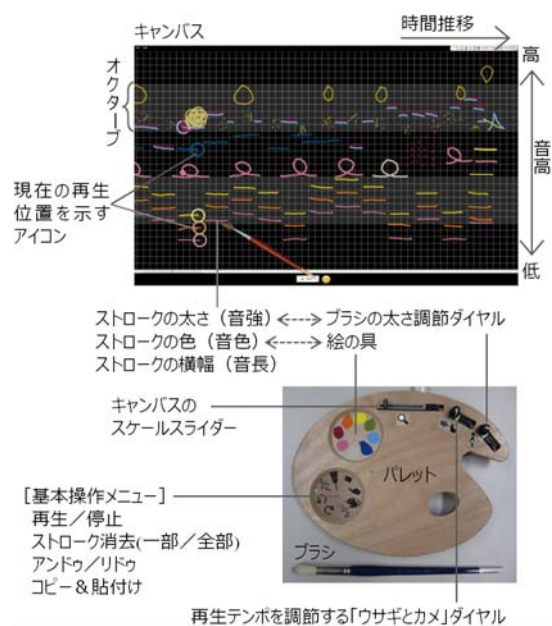 キャンバス
時間推移
高
オクターブ
音高
現在の再生
位置を示す
アイコン
低
ストロークの太さ（音強）<---->ブラシの太さ調節ダイヤル
ストロークの色（音色）<---->絵の具
ストロークの横幅（音長）
キャンバスの
スケールスライダー
パレット
［基本操作メニュー］
再生／停止
ストローク消去(一部／全部)
アンドゥ／リドゥ
コピー＆貼付け
ブラシ
再生テンポを調節する「ウサギとカメ」ダイヤル